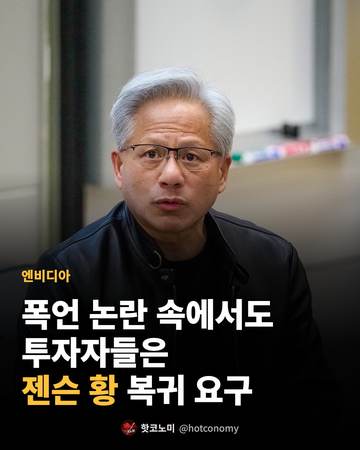 엔비디아
폭언 논란 속에서도
투자자들은
젠슨 황 복귀 요구
핫코노미 @hotconomy